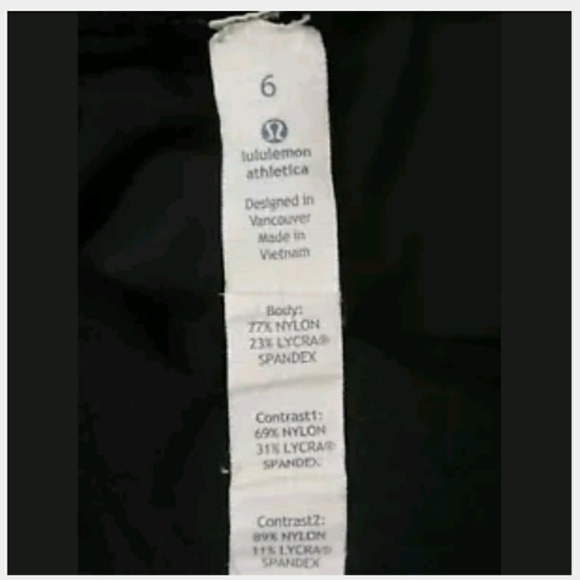 6
lululemon
athletica
Designed in
Vancouver
Made in
Vietnam
Body:
77% NYLON
23% LYCRA®
SPANDEX
Contrast1:
69% NYLON
31% LYCRA®
SPANDEX
Contrast2:
89% NYLON
11% LYCRA®
SPANDEX